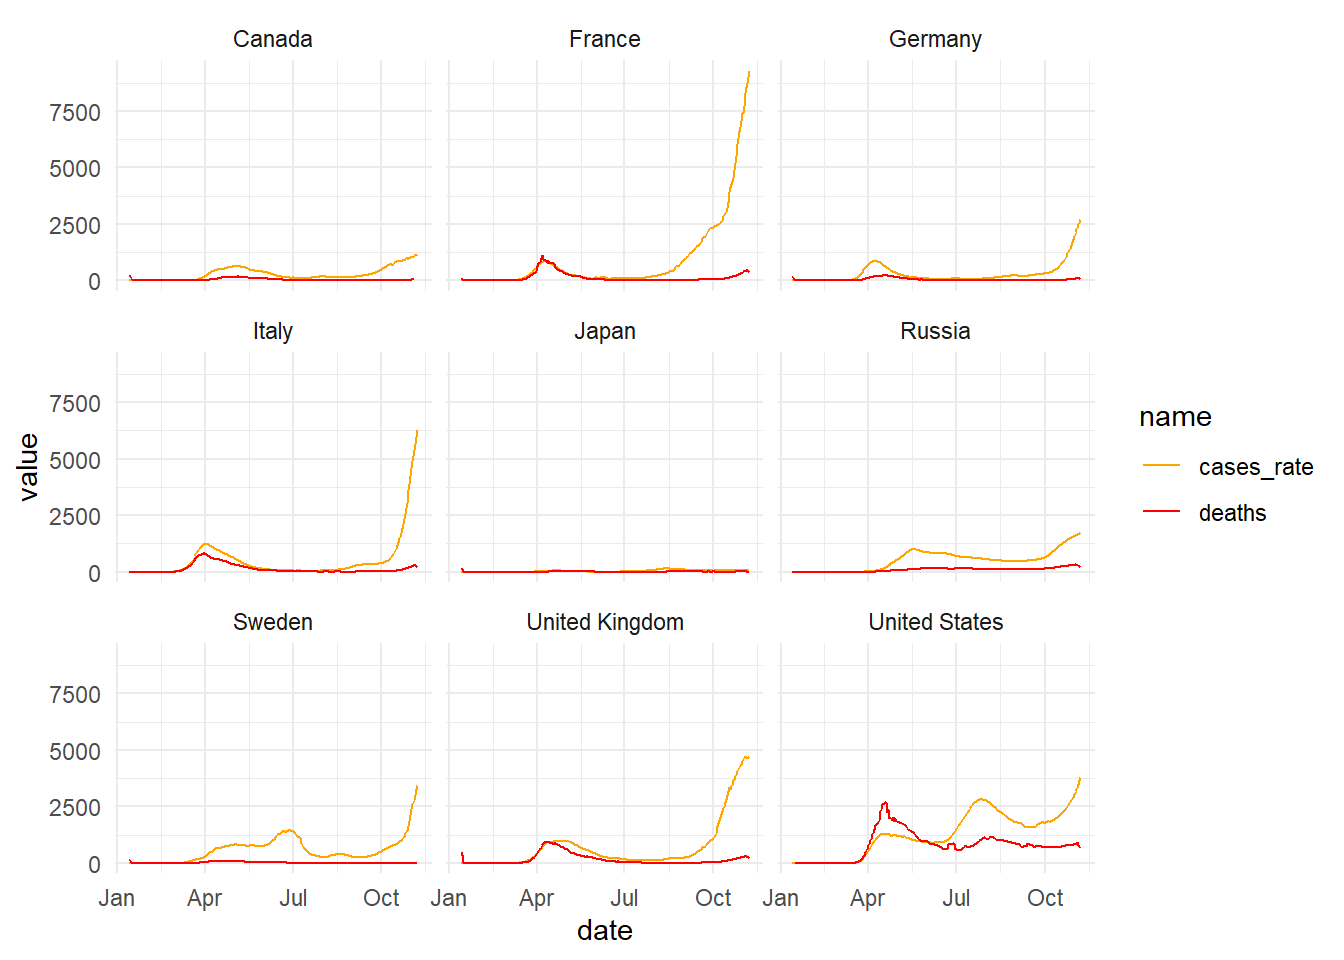 Canada France Germany
7500
5000
2500
0
Italy Japan Russia
7500
5000
2500
0
Sweden United Kingdom United States
7500
5000
2500
0
Jan Apr Jul Oct Jan Apr Jul Oct Jan Apr Jul Oct
date
value
name
cases_rate
deaths